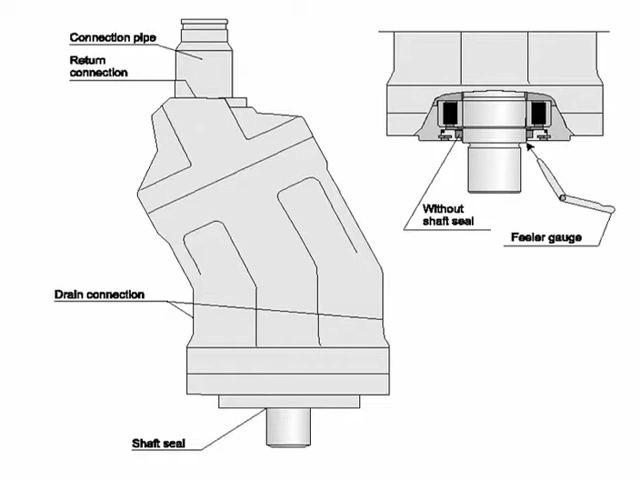 Connection pipe
Return
connection
Without
shaft seal
Feeler gauge
Drain connection
Shaft seal